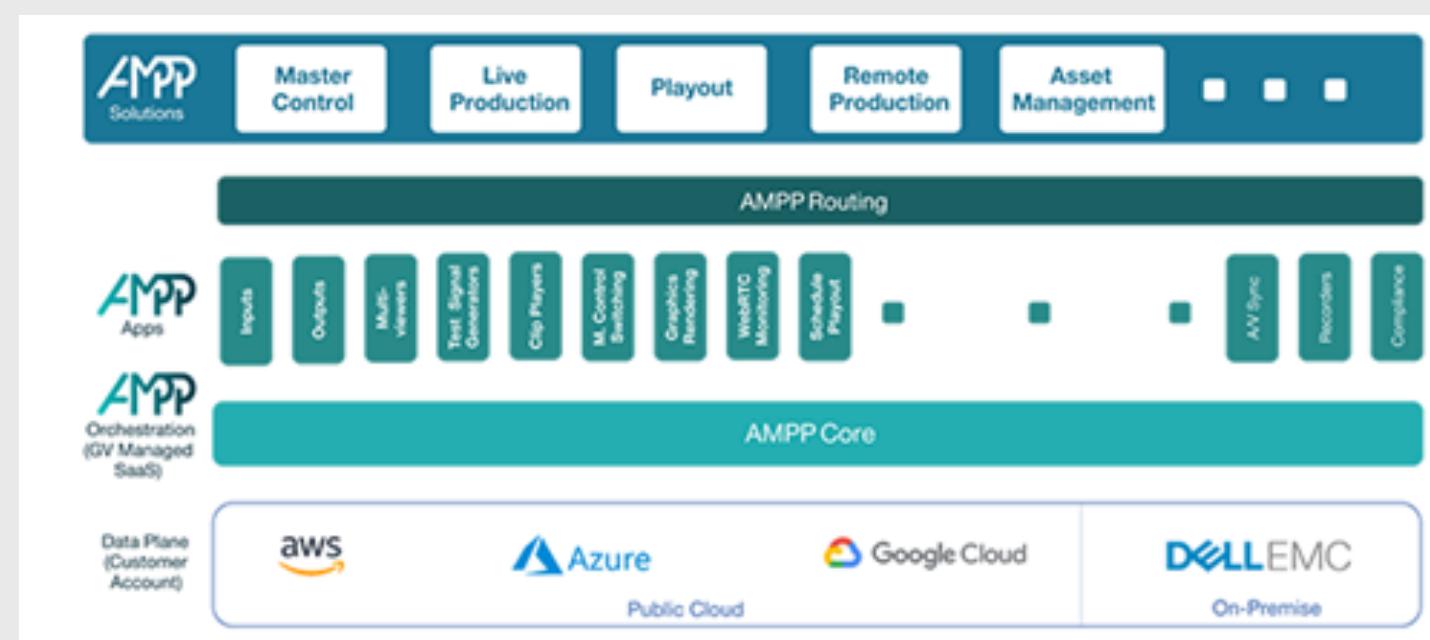 AMPP
Solutions
Master
Control
Live
Production
Playout
Remote
Production
Asset
Management
AMPP Routing
AMPP
Apps
Inputs
Outputs
Multi-
viewers
Test Signal
Generators
Clip Players
M. Control
Switching
Graphics
Rendering
WebRTC
Monitoring
Schedule
Playout
A/V Sync
Recorders
Compliance
AMPP
Orchestration
(GV Managed
SaaS)
AMPP Core
Data Plane
(Customer
Account)
aws
Azure
Google Cloud
DELLEMC
Public Cloud
On-Premise